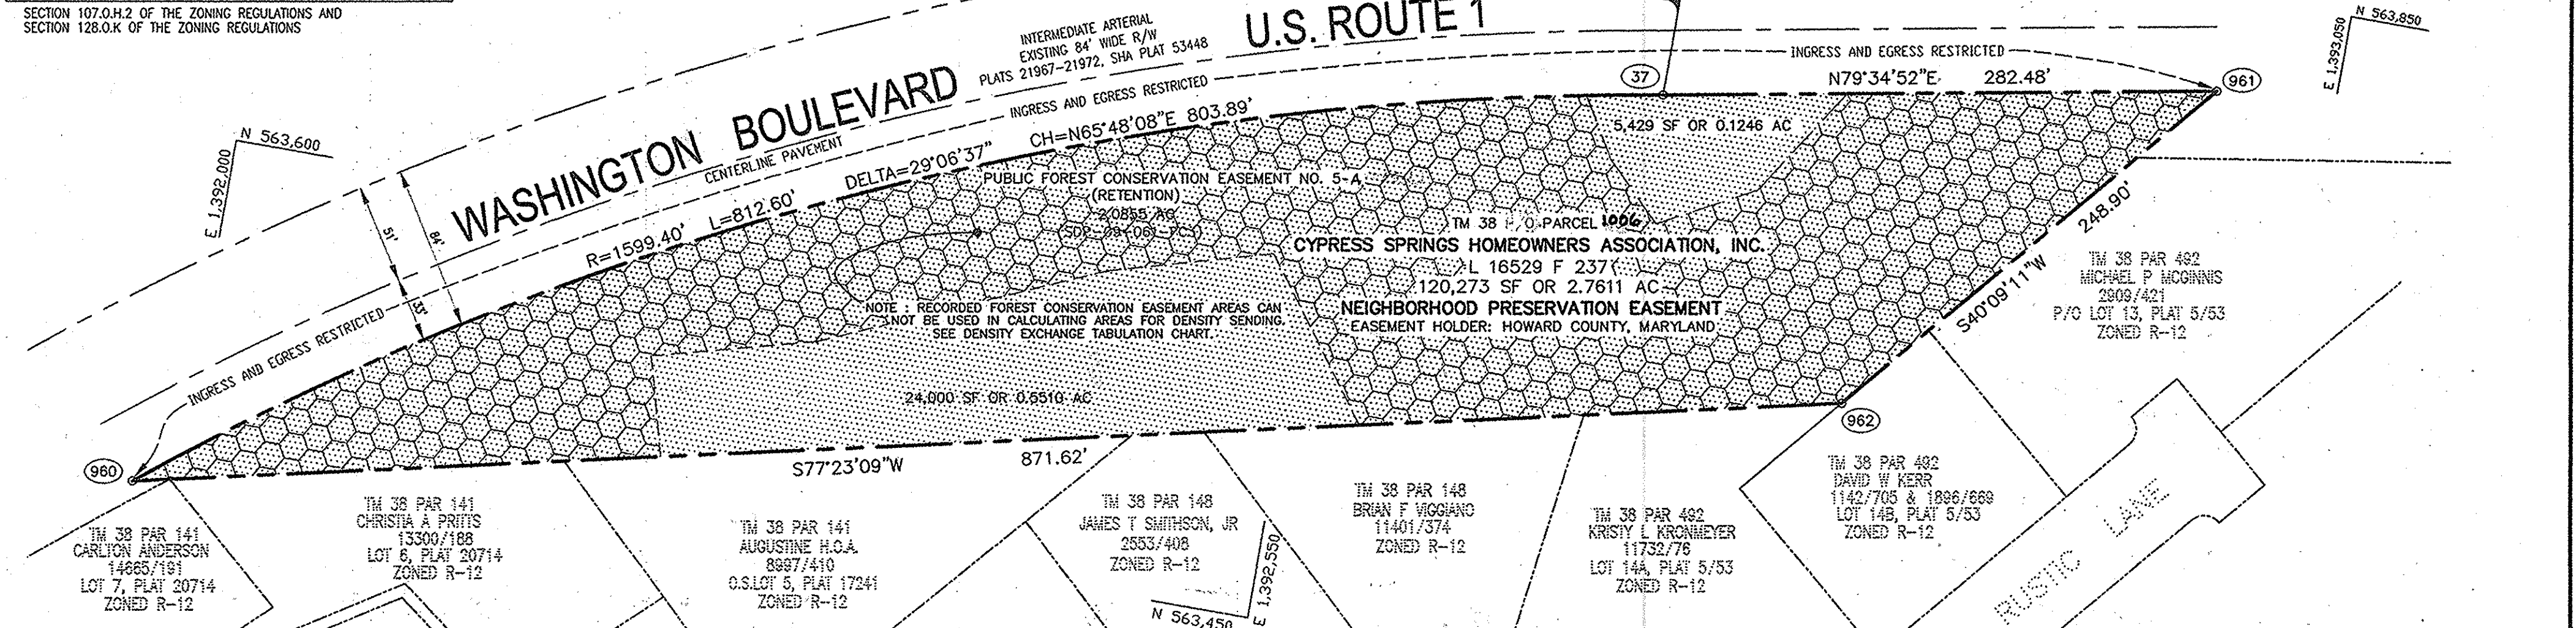 SECTION 107.0.H.2 OF THE ZONING REGULATIONS AND
SECTION 128.0.K OF THE ZONING REGULATIONS
N 563,600
E 1,392,000
WASHINGTON BOULEVARD
U.S. ROUTE 1
INTERMEDIATE ARTERIAL
EXISTING 84' WIDE R/W
PLATS 21967-21972, SHA PLAT 53448
CENTERLINE PAVEMENT
INGRESS AND EGRESS RESTRICTED
INGRESS AND EGRESS RESTRICTED
INGRESS AND EGRESS RESTRICTED
N 563,850
E 1,393,050
51'
84'
33'
R=1599.40'
L=812.60'
DELTA=29°06'37"
CH=N65°48'08"E 803.89'
37
N79°34'52"E 282.48'
961
5,429 SF OR 0.1246 AC
PUBLIC FOREST CONSERVATION EASEMENT NO. 5-A
(RETENTION)
2.0855 AC
TM 38 P/O PARCEL 1006
CYPRESS SPRINGS HOMEOWNERS ASSOCIATION, INC.
L 16529 F 237
120,273 SF OR 2.7611 AC
NEIGHBORHOOD PRESERVATION EASEMENT
EASEMENT HOLDER: HOWARD COUNTY, MARYLAND
NOTE : RECORDED FOREST CONSERVATION EASEMENT AREAS CAN
NOT BE USED IN CALCULATING AREAS FOR DENSITY SENDING.
SEE DENSITY EXCHANGE TABULATION CHART.
24,000 SF OR 0.5510 AC
248.90'
S40°09'11"W
960
962
S77°23'09"W 871.62'
TM 38 PAR 141
CARLTON ANDERSON
14665/191
LOT 7, PLAT 20714
ZONED R-12
TM 38 PAR 141
CHRISTIA A PRITTS
13300/188
LOT 6, PLAT 20714
ZONED R-12
TM 38 PAR 141
AUGUSTINE H.O.A.
8997/410
O.S.LOT 5, PLAT 17241
ZONED R-12
TM 38 PAR 148
JAMES T SMITHSON, JR
2553/408
ZONED R-12
N 563,450
E 1,392,550
TM 38 PAR 148
BRIAN F VIGGIANO
11401/374
ZONED R-12
TM 38 PAR 492
KRISTY L KRONMEYER
11732/76
LOT 14A, PLAT 5/53
ZONED R-12
TM 38 PAR 492
DAVID W KERR
1142/705 & 1896/669
LOT 14B, PLAT 5/53
ZONED R-12
TM 38 PAR 492
MICHAEL P MCGINNIS
2909/421
P/O LOT 13, PLAT 5/53
ZONED R-12
RUSTIC LANE